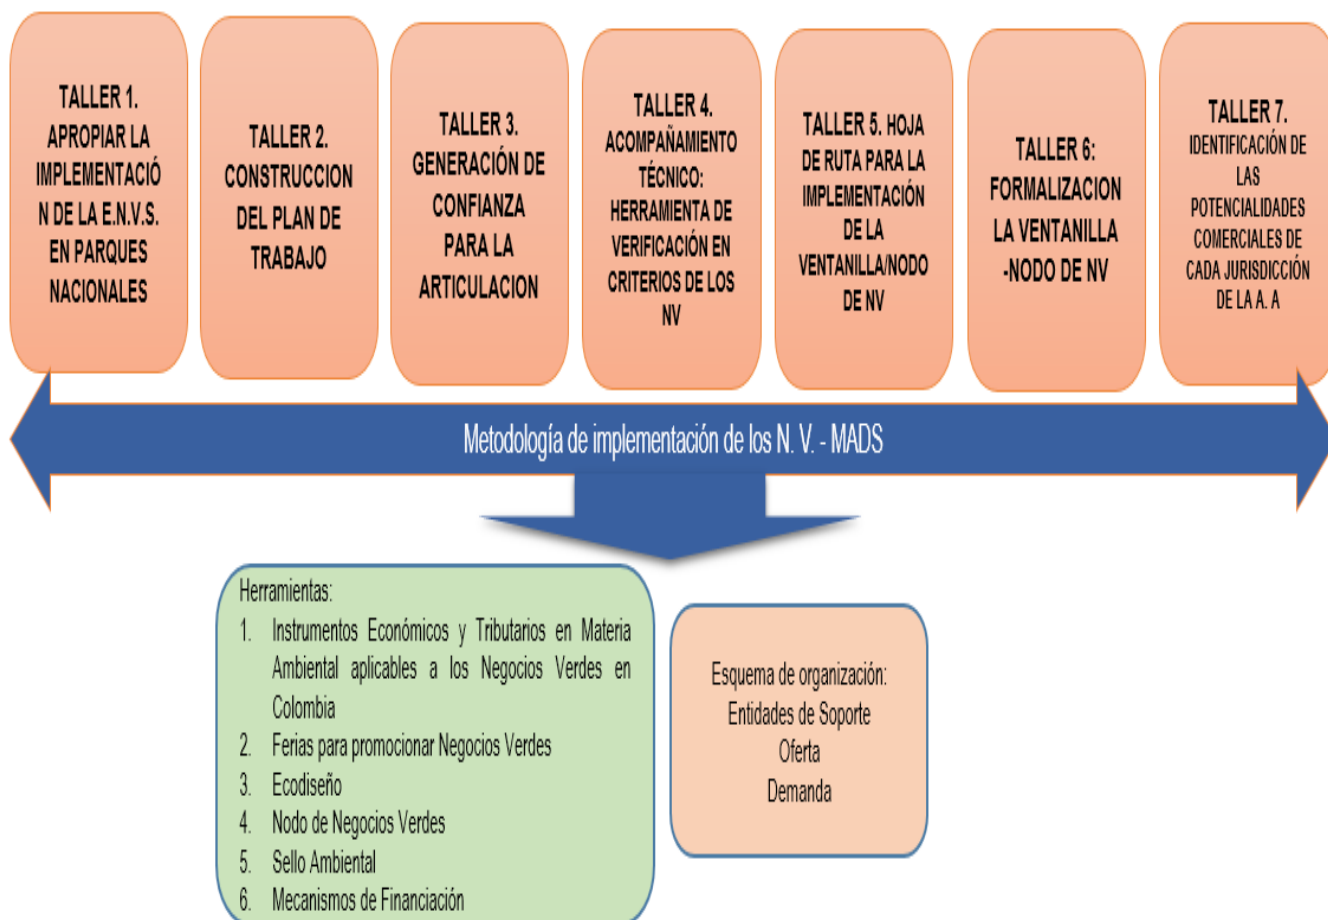 TALLER 1.
APROPIAR LA
IMPLEMENTACIÓ
N DE LA E.N.V.S.
EN PARQUES
NACIONALES
TALLER 2.
CONSTRUCCION
DEL PLAN DE
TRABAJO
TALLER 3.
GENERACIÓN DE
CONFIANZA
PARA LA
ARTICULACION
TALLER 4.
ACOMPAÑAMIENTO
TÉCNICO:
HERRAMIENTA DE
VERIFICACIÓN EN
CRITERIOS DE LOS
NV
TALLER 5. HOJA
DE RUTA PARA LA
IMPLEMENTACIÓN
DE LA
VENTANILLA/NODO
DE NV
TALLER 6:
FORMALIZACION
LA VENTANILLA
-NODO DE NV
TALLER 7.
IDENTIFICACIÓN DE
LAS
POTENCIALIDADES
COMERCIALES DE
CADA JURISDICCIÓN
DE LA A. A
Metodología de implementación de los N. V. - MADS
Herramientas:
1. Instrumentos Económicos y Tributarios en Materia
Ambiental aplicables a los Negocios Verdes en
Colombia
2. Ferias para promocionar Negocios Verdes
3. Ecodiseño
4. Nodo de Negocios Verdes
5. Sello Ambiental
6. Mecanismos de Financiación
Esquema de organización:
Entidades de Soporte
Oferta
Demanda